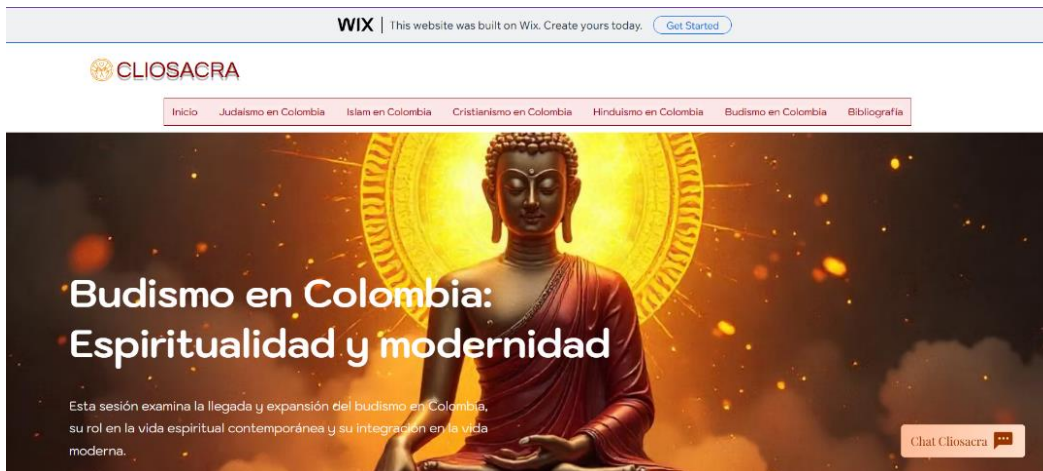 WIX | This website was built on Wix. Create yours today. Get Started
CLIOSACRA
Inicio Judaismo en Colombia Islam en Colombia Cristianismo en Colombia Hinduismo en Colombia Budismo en Colombia Bibliografía
Budismo en Colombia:
Espiritualidad y modernidad
Esta sesión examina la llegada y expansión del budismo en Colombia,
su rol en la vida espiritual contemporánea y su integración en la vida
moderna.
Chat Cliosacra